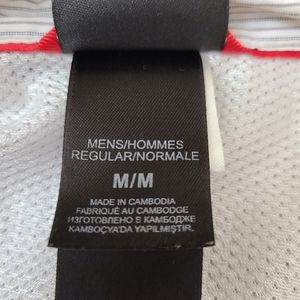 MENS/HOMMES
REGULAR/NORMALE
M/M
MADE IN CAMBODIA
FABRIQUÉ AU CAMBODGE
ИЗГОТОВЛЕНО В КАМБОДЖЕ
KAMBOÇYA'DA YAPILMIŞTIR.